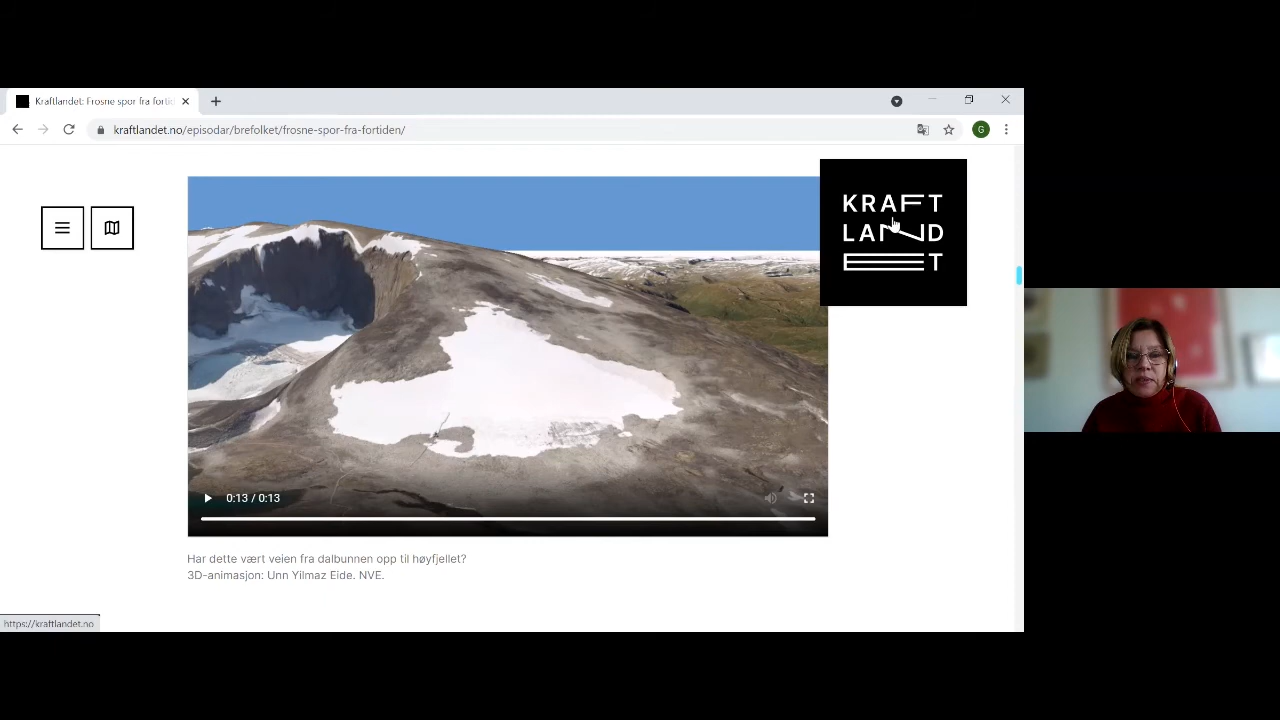 Kraftlandet: Frosne spor fra fortid
kraftlandet.no/episodar/brefolket/frosne-spor-fra-fortiden/
G
KRAFT
LAND
ET
0:13 / 0:13
Har dette vært veien fra dalbunnen opp til høyfjellet?
3D-animasjon: Unn Yilmaz Eide. NVE.
https://kraftlandet.no